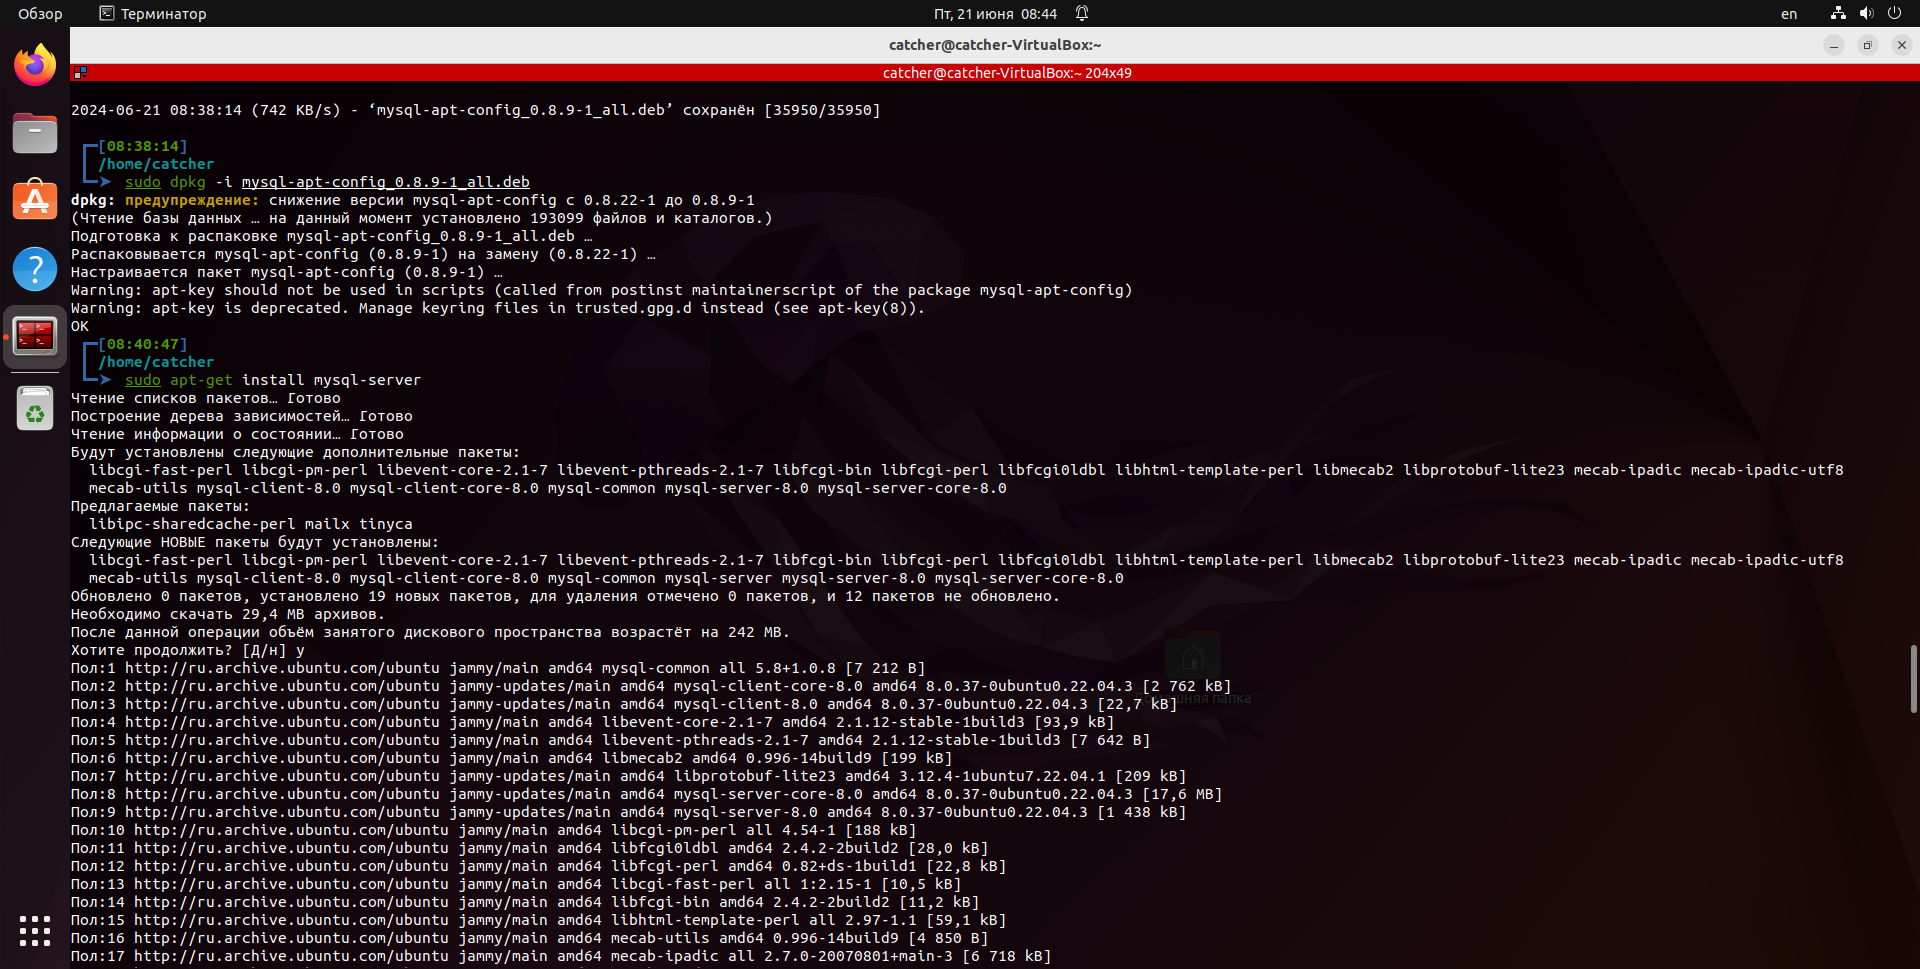 Обзор
Терминатор
Пт, 21 июня 08:44
en
catcher@catcher-VirtualBox:~
catcher@catcher-VirtualBox:~ 204x49
2024-06-21 08:38:14 (742 KB/s) - ‘mysql-apt-config_0.8.9-1_all.deb’ сохранён [35950/35950]
[08:38:14]
/home/catcher
sudo dpkg -i mysql-apt-config_0.8.9-1_all.deb
dpkg: предупреждение: снижение версии mysql-apt-config с 0.8.22-1 до 0.8.9-1
(Чтение базы данных … на данный момент установлено 193099 файлов и каталогов.)
Подготовка к распаковке mysql-apt-config_0.8.9-1_all.deb …
Распаковывается mysql-apt-config (0.8.9-1) на замену (0.8.22-1) …
Настраивается пакет mysql-apt-config (0.8.9-1) …
Warning: apt-key should not be used in scripts (called from postinst maintainerscript of the package mysql-apt-config)
Warning: apt-key is deprecated. Manage keyring files in trusted.gpg.d instead (see apt-key(8)).
OK
[08:40:47]
/home/catcher
sudo apt-get install mysql-server
Чтение списков пакетов… Готово
Построение дерева зависимостей… Готово
Чтение информации о состоянии… Готово
Будут установлены следующие дополнительные пакеты:
libcgi-fast-perl libcgi-pm-perl libevent-core-2.1-7 libevent-pthreads-2.1-7 libfcgi-bin libfcgi-perl libfcgi0ldbl libhtml-template-perl libmecab2 libprotobuf-lite23 mecab-ipadic mecab-ipadic-utf8
mecab-utils mysql-client-8.0 mysql-client-core-8.0 mysql-common mysql-server-8.0 mysql-server-core-8.0
Предлагаемые пакеты:
libipc-sharedcache-perl mailx tinyca
Следующие НОВЫЕ пакеты будут установлены:
libcgi-fast-perl libcgi-pm-perl libevent-core-2.1-7 libevent-pthreads-2.1-7 libfcgi-bin libfcgi-perl libfcgi0ldbl libhtml-template-perl libmecab2 libprotobuf-lite23 mecab-ipadic mecab-ipadic-utf8
mecab-utils mysql-client-8.0 mysql-client-core-8.0 mysql-common mysql-server mysql-server-8.0 mysql-server-core-8.0
Обновлено 0 пакетов, установлено 19 новых пакетов, для удаления отмечено 0 пакетов, и 12 пакетов не обновлено.
Необходимо скачать 29,4 MB архивов.
После данной операции объём занятого дискового пространства возрастёт на 242 MB.
Хотите продолжить? [Д/н] y
Пол:1 http://ru.archive.ubuntu.com/ubuntu jammy/main amd64 mysql-common all 5.8+1.0.8 [7 212 B]
Пол:2 http://ru.archive.ubuntu.com/ubuntu jammy-updates/main amd64 mysql-client-core-8.0 amd64 8.0.37-0ubuntu0.22.04.3 [2 762 kB]
Пол:3 http://ru.archive.ubuntu.com/ubuntu jammy-updates/main amd64 mysql-client-8.0 amd64 8.0.37-0ubuntu0.22.04.3 [22,7 kB]
Пол:4 http://ru.archive.ubuntu.com/ubuntu jammy/main amd64 libevent-core-2.1-7 amd64 2.1.12-stable-1build3 [93,9 kB]
Пол:5 http://ru.archive.ubuntu.com/ubuntu jammy/main amd64 libevent-pthreads-2.1-7 amd64 2.1.12-stable-1build3 [7 642 B]
Пол:6 http://ru.archive.ubuntu.com/ubuntu jammy/main amd64 libmecab2 amd64 0.996-14build9 [199 kB]
Пол:7 http://ru.archive.ubuntu.com/ubuntu jammy-updates/main amd64 libprotobuf-lite23 amd64 3.12.4-1ubuntu7.22.04.1 [209 kB]
Пол:8 http://ru.archive.ubuntu.com/ubuntu jammy-updates/main amd64 mysql-server-core-8.0 amd64 8.0.37-0ubuntu0.22.04.3 [17,6 MB]
Пол:9 http://ru.archive.ubuntu.com/ubuntu jammy-updates/main amd64 mysql-server-8.0 amd64 8.0.37-0ubuntu0.22.04.3 [1 438 kB]
Пол:10 http://ru.archive.ubuntu.com/ubuntu jammy/main amd64 libcgi-pm-perl all 4.54-1 [188 kB]
Пол:11 http://ru.archive.ubuntu.com/ubuntu jammy/main amd64 libfcgi0ldbl amd64 2.4.2-2build2 [28,0 kB]
Пол:12 http://ru.archive.ubuntu.com/ubuntu jammy/main amd64 libfcgi-perl amd64 0.82+ds-1build1 [22,8 kB]
Пол:13 http://ru.archive.ubuntu.com/ubuntu jammy/main amd64 libcgi-fast-perl all 1:2.15-1 [10,5 kB]
Пол:14 http://ru.archive.ubuntu.com/ubuntu jammy/main amd64 libfcgi-bin amd64 2.4.2-2build2 [11,2 kB]
Пол:15 http://ru.archive.ubuntu.com/ubuntu jammy/main amd64 libhtml-template-perl all 2.97-1.1 [59,1 kB]
Пол:16 http://ru.archive.ubuntu.com/ubuntu jammy/main amd64 mecab-utils amd64 0.996-14build9 [4 850 B]
Пол:17 http://ru.archive.ubuntu.com/ubuntu jammy/main amd64 mecab-ipadic all 2.7.0-20070801+main-3 [6 718 kB]
папка